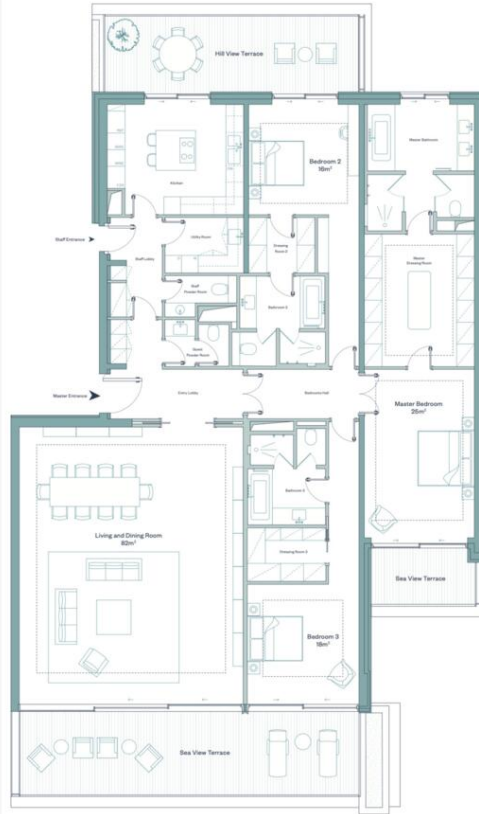 Hill View Terrace
Master Bathroom
Bedroom 2
16m²
Kitchen
Staff Entrance
Utility Room
Staff Lobby
Dressing
Room 2
Master
Dressing Room
Staff
Powder Room
Bathroom 2
Guest
Powder Room
Master Entrance
Entry Lobby
Bedrooms Hall
Master Bedroom
25m²
Bathroom 3
Living and Dining Room
82m²
Dressing Room 3
Sea View Terrace
Bedroom 3
18m²
Sea View Terrace